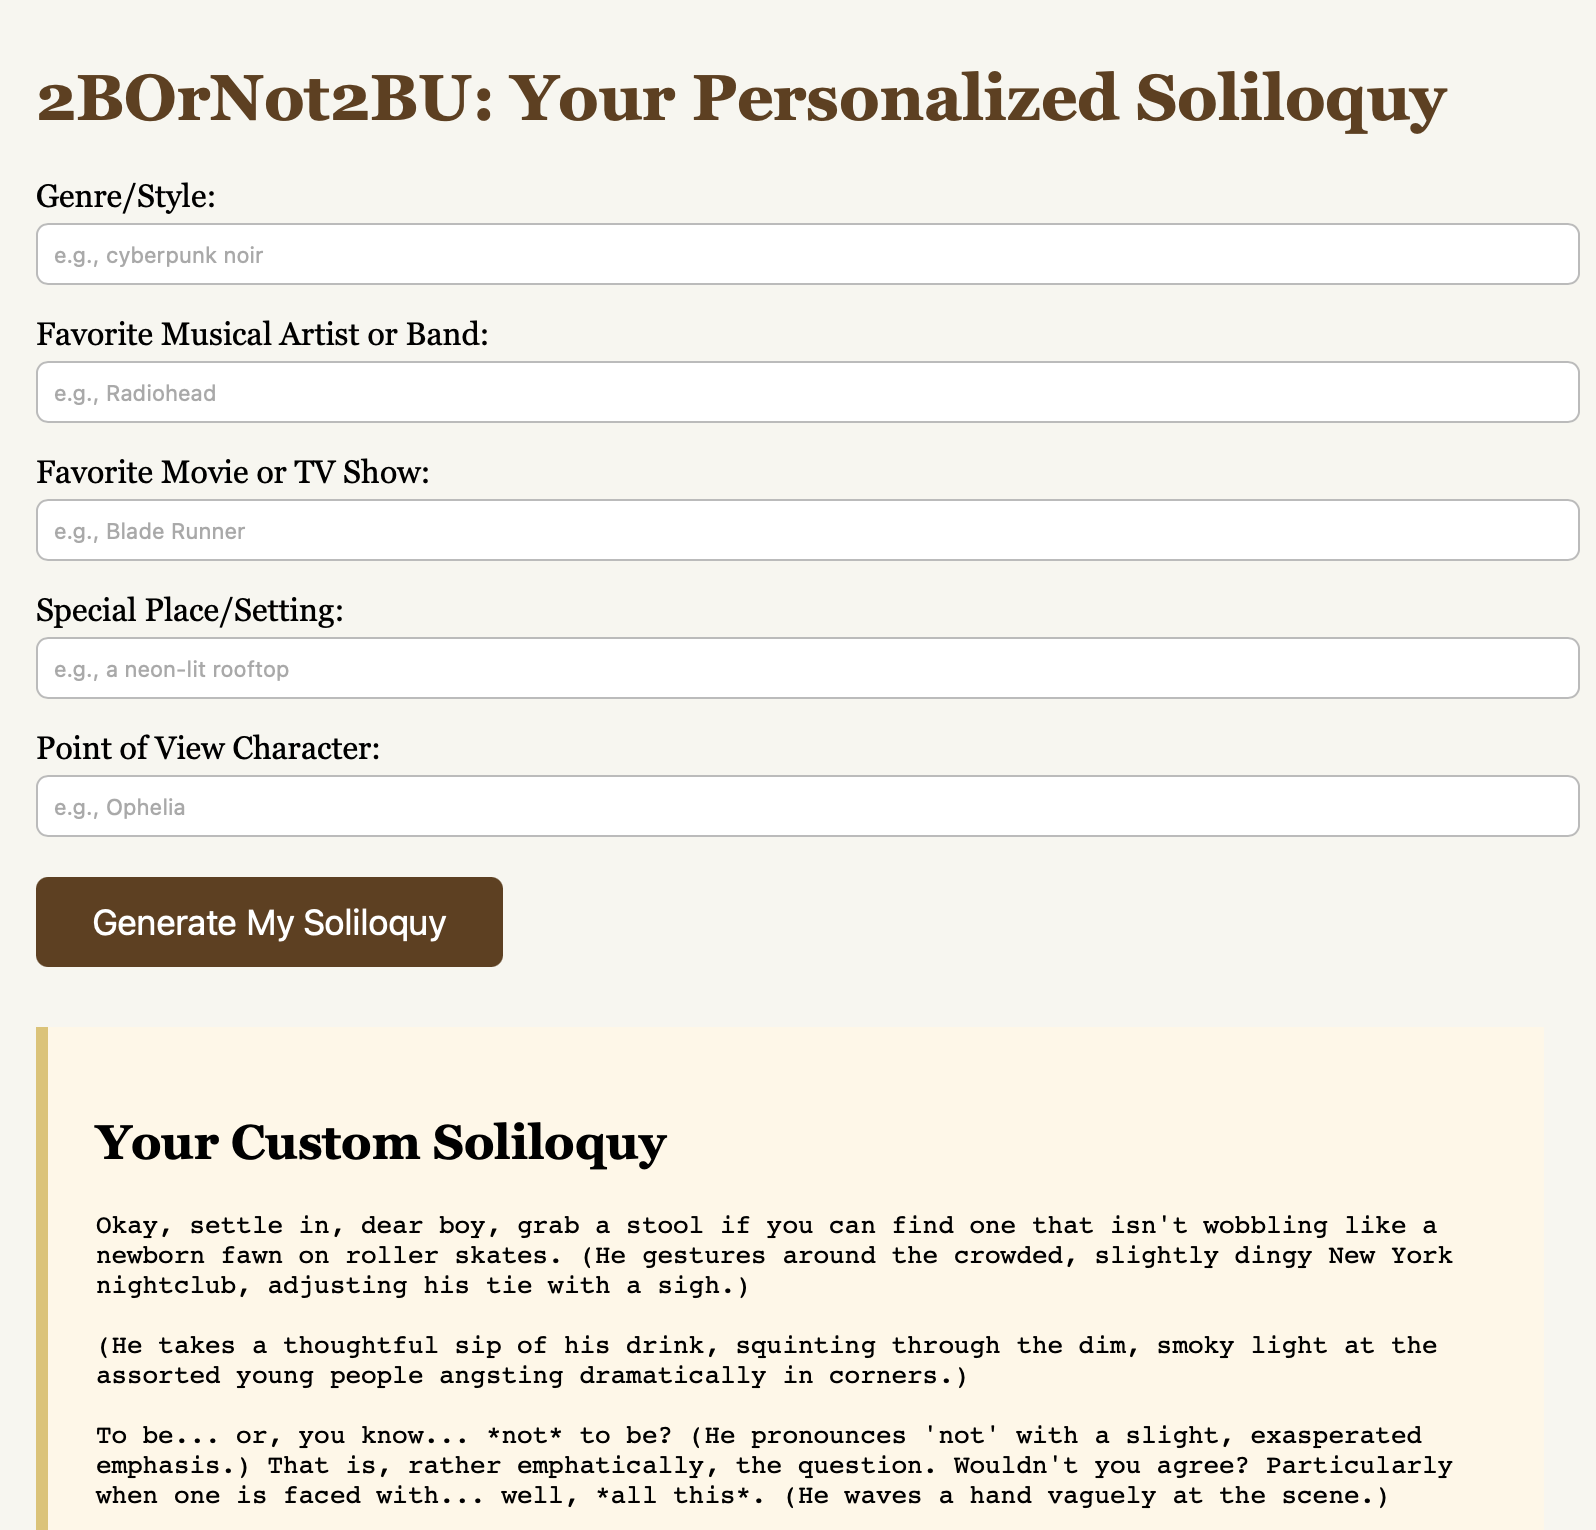 2BOrNot2BU: Your Personalized Soliloquy
Genre/Style:
e.g., cyberpunk noir
Favorite Musical Artist or Band:
e.g., Radiohead
Favorite Movie or TV Show:
e.g., Blade Runner
Special Place/Setting:
e.g., a neon-lit rooftop
Point of View Character:
e.g., Ophelia
Generate My Soliloquy
Your Custom Soliloquy
Okay, settle in, dear boy, grab a stool if you can find one that isn't wobbling like a
newborn fawn on roller skates. (He gestures around the crowded, slightly dingy New York
nightclub, adjusting his tie with a sigh.)
(He takes a thoughtful sip of his drink, squinting through the dim, smoky light at the
assorted young people angsting dramatically in corners.)
To be... or, you know... *not* to be? (He pronounces 'not' with a slight, exasperated
emphasis.) That is, rather emphatically, the question. Wouldn't you agree? Particularly
when one is faced with... well, *all this*. (He waves a hand vaguely at the scene.)